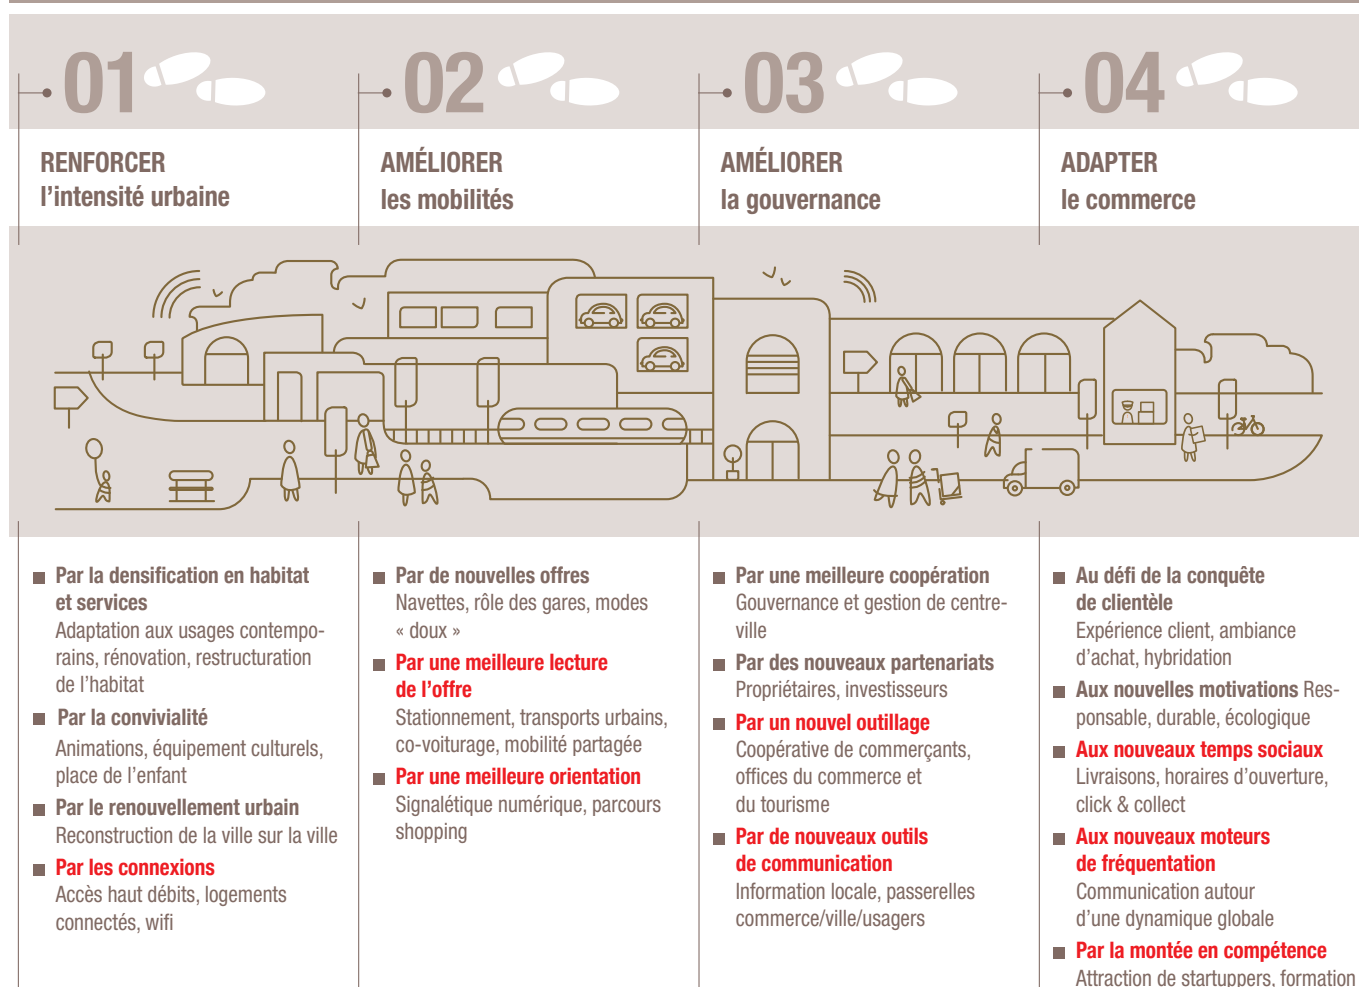 01
RENFORCER
l’intensité urbaine
Par la densification en habitat
et services
Adaptation aux usages contempo-
rains, rénovation, restructuration
de l’habitat
Par la convivialité
Animations, équipement culturels,
place de l’enfant
Par le renouvellement urbain
Reconstruction de la ville sur la ville
Par les connexions
Accès haut débits, logements
connectés, wifi
02
AMÉLIORER
les mobilités
Par de nouvelles offres
Navettes, rôle des gares, modes
« doux »
Par une meilleure lecture
de l’offre
Stationnement, transports urbains,
co-voiturage, mobilité partagée
Par une meilleure orientation
Signalétique numérique, parcours
shopping
03
AMÉLIORER
la gouvernance
Par une meilleure coopération
Gouvernance et gestion de centre-
ville
Par des nouveaux partenariats
Propriétaires, investisseurs
Par un nouvel outillage
Coopérative de commerçants,
offices du commerce et
du tourisme
Par de nouveaux outils
de communication
Information locale, passerelles
commerce/ville/usagers
04
ADAPTER
le commerce
Au défi de la conquête
de clientèle
Expérience client, ambiance
d’achat, hybridation
Aux nouvelles motivations Res-
ponsable, durable, écologique
Aux nouveaux temps sociaux
Livraisons, horaires d’ouverture,
click & collect
Aux nouveaux moteurs
de fréquentation
Communication autour
d’une dynamique globale
Par la montée en compétence
Attraction de startuppers, formation